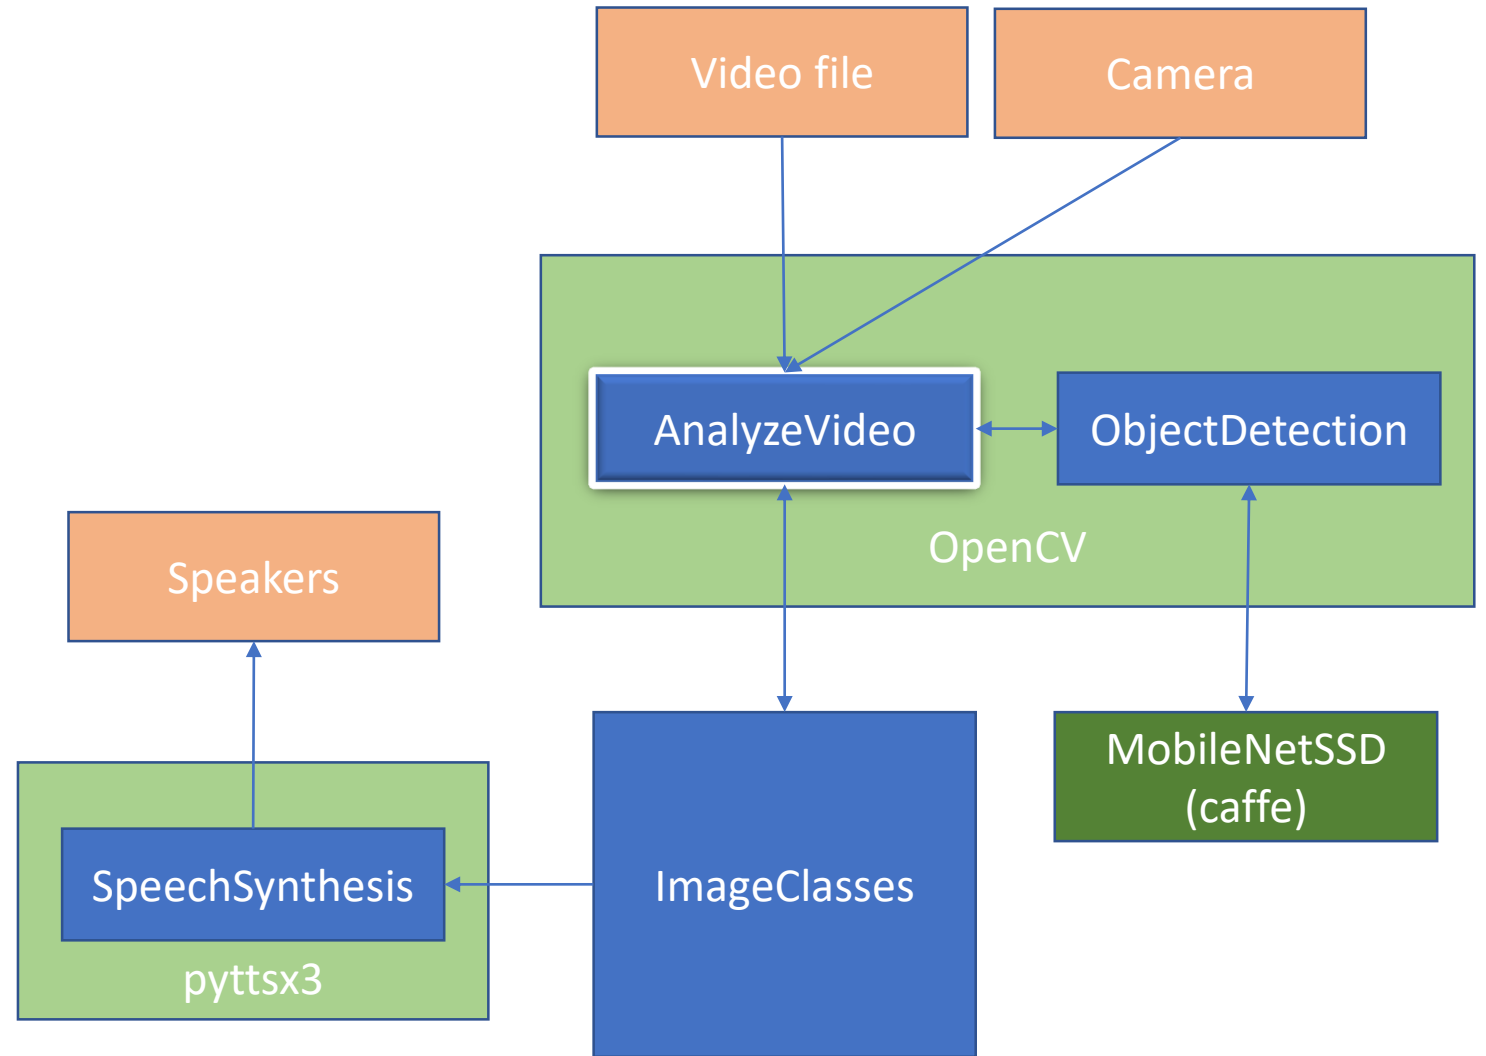 Video file
Camera
AnalyzeVideo
ObjectDetection
OpenCV
Speakers
MobileNetSSD
(caffe)
SpeechSynthesis
ImageClasses
pyttsx3